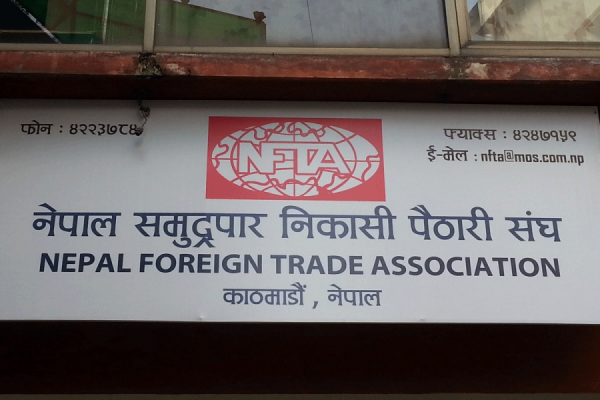 फोन : ४२२३७८४
NFTA
फ्याक्स : ४२४७१५९
ई-मेल : nfta@mos.com.np
नेपाल समुद्रपार निकासी पैठारी संघ
NEPAL FOREIGN TRADE ASSOCIATION
काठमाडौं , नेपाल